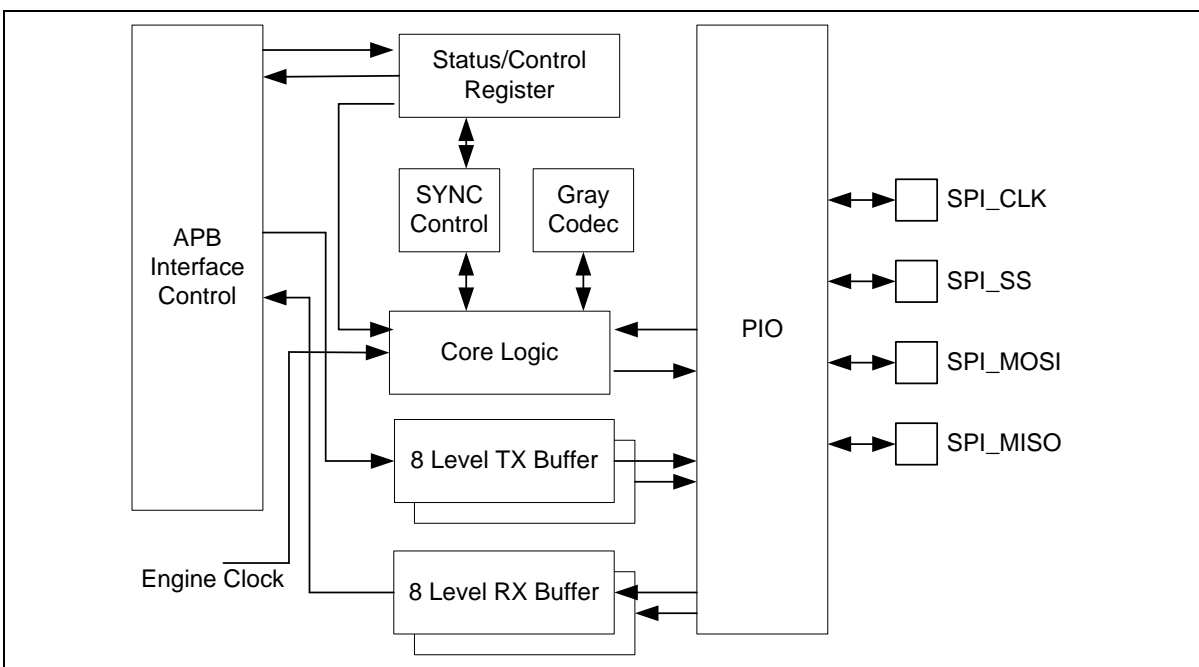 Status/Control
Register
SYNC
Control
Gray
Codec
APB
Interface
Control
Core Logic
PIO
SPI_CLK
SPI_SS
SPI_MOSI
SPI_MISO
8 Level TX Buffer
Engine Clock
8 Level RX Buffer